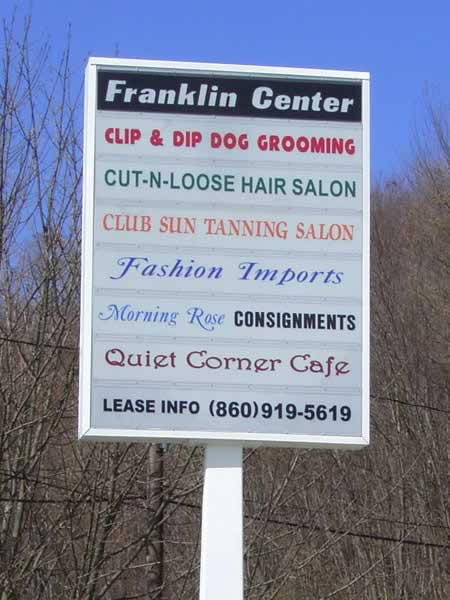 Franklin Center
CLIP & DIP DOG GROOMING
CUT-N-LOOSE HAIR SALON
CLUB SUN TANNING SALON
Fashion Imports
Morning Rose CONSIGNMENTS
Quiet Corner Cafe
LEASE INFO (860)919-5619